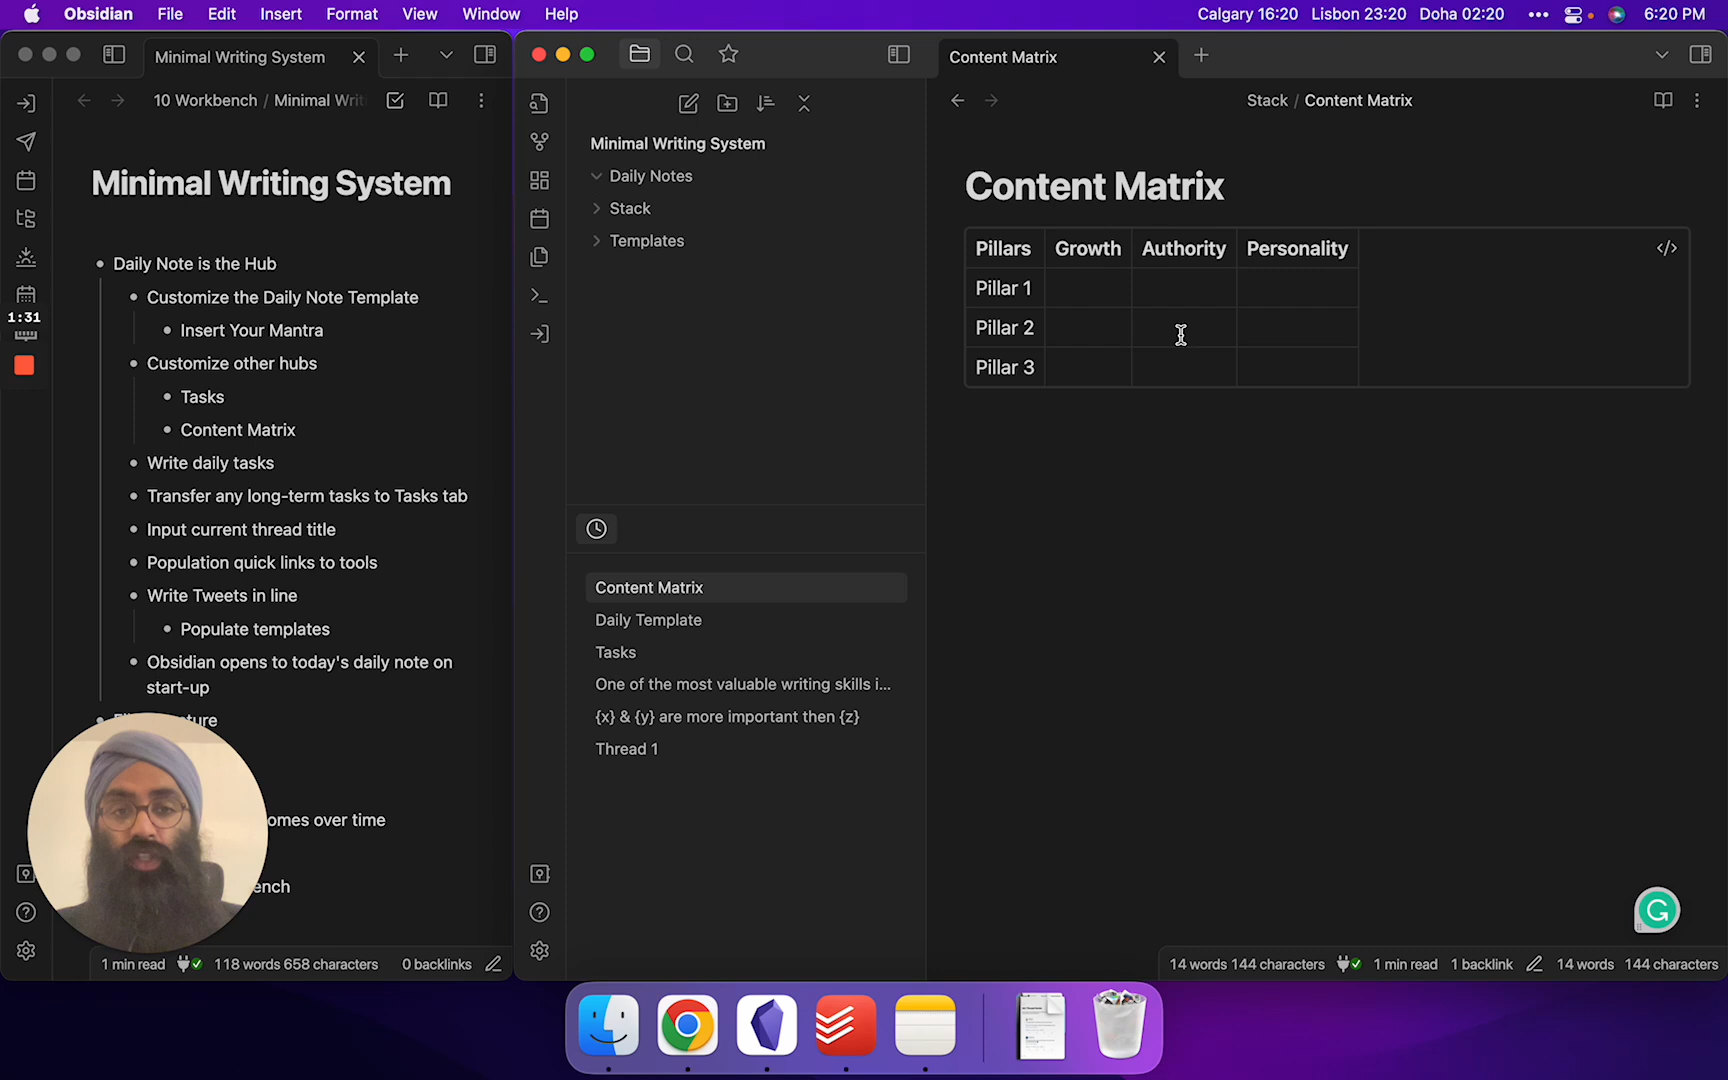 Obsidian File Edit Insert Format View Window Help Calgary 16:20 Lisbon 23:20 Doha 02:20 6:20 PM
Minimal Writing System
10 Workbench / Minimal Writ
Minimal Writing System
Daily Note is the Hub
Customize the Daily Note Template
Insert Your Mantra
Customize other hubs
Tasks
Content Matrix
Write daily tasks
Transfer any long-term tasks to Tasks tab
Input current thread title
Population quick links to tools
Write Tweets in line
Populate templates
Obsidian opens to today's daily note on
start-up
ture
omes over time
ench
1:31
1 min read 118 words 658 characters 0 backlinks
Minimal Writing System
Daily Notes
Stack
Templates
Content Matrix
Daily Template
Tasks
One of the most valuable writing skills i...
{x} & {y} are more important then {z}
Thread 1
Content Matrix
Stack / Content Matrix
Content Matrix
Pillars Growth Authority Personality
Pillar 1
Pillar 2
Pillar 3
14 words 144 characters 1 min read 1 backlink 14 words 144 characters